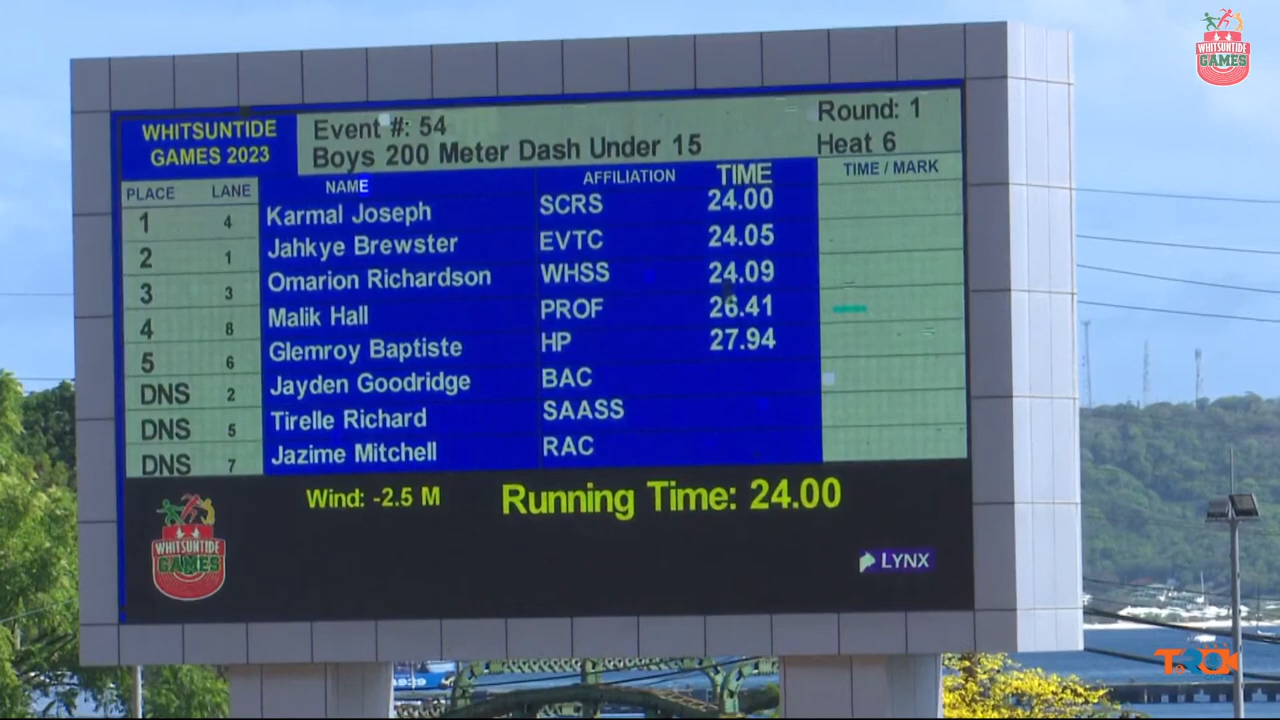 WHITSUNTIDE
GAMES
WHITSUNTIDE
GAMES 2023
Event #: 54
Boys 200 Meter Dash Under 15
Round: 1
Heat 6
PLACE LANE NAME AFFILIATION TIME TIME / MARK
1 4 Karmal Joseph SCRS 24.00
2 1 Jahkye Brewster EVTC 24.05
3 3 Omarion Richardson WHSS 24.09
4 8 Malik Hall PROF 26.41
5 6 Glemroy Baptiste HP 27.94
DNS 2 Jayden Goodridge BAC
DNS 5 Tirelle Richard SAASS
DNS 7 Jazime Mitchell RAC
Wind: -2.5 M Running Time: 24.00
WHITSUNTIDE
GAMES
LYNX